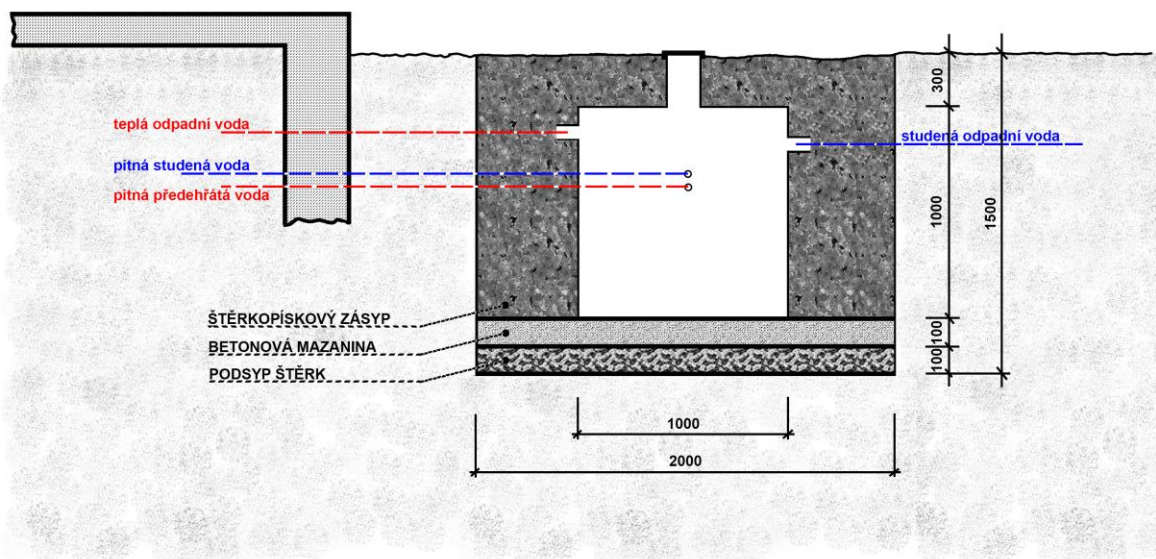 teplá odpadní voda
studená odpadní voda
pitná studená voda
pitná předehřátá voda
ŠTĚRKOPÍSKOVÝ ZÁSYP
BETONOVÁ MAZANINA
PODSYP ŠTĚRK
300
1000
1500
100
100
1000
2000